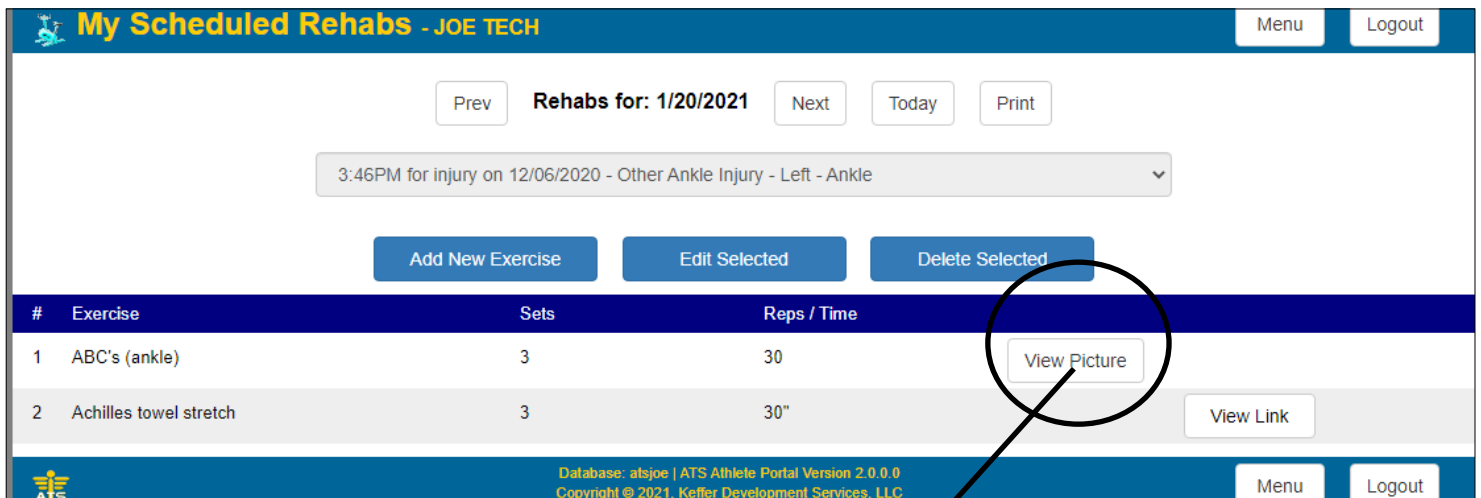 My Scheduled Rehabs - JOE TECH Menu Logout
Prev Rehabs for: 1/20/2021 Next Today Print
3:46PM for injury on 12/06/2020 - Other Ankle Injury - Left - Ankle
Add New Exercise Edit Selected Delete Selected
# Exercise Sets Reps / Time
1 ABC's (ankle) 3 30 View Picture
2 Achilles towel stretch 3 30" View Link
Database: atsjoe | ATS Athlete Portal Version 2.0.0.0
ATS Copyright © 2021, Keffer Development Services, LLC Menu Logout